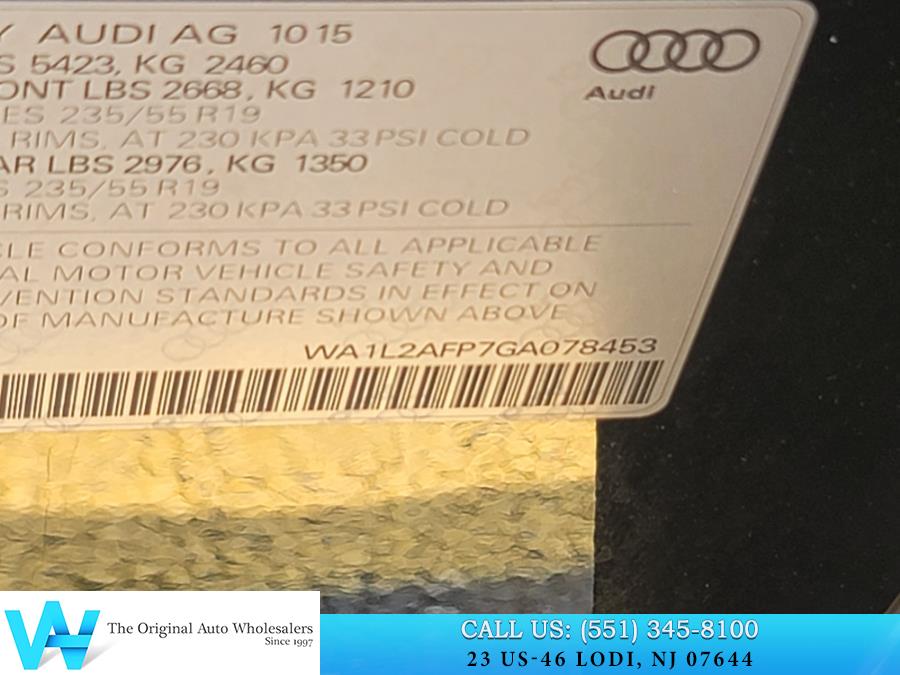 Y AUDI AG 10 15
S 5423, KG 2460
ONT LBS 2668, KG 1210
ES 235/55 R19
RIMS, AT 230 KPA 33 PSI COLD
AR LBS 2976, KG 1350
S 235/55 R19
RIMS, AT 230 KPA 33 PSI COLD
Audi
CLE CONFORMS TO ALL APPLICABLE
AL MOTOR VEHICLE SAFETY AND
VENTION STANDARDS IN EFFECT ON
OF MANUFACTURE SHOWN ABOVE
WA1L2AFP7GA078453
The Original Auto Wholesalers
Since 1997
CALL US: (551) 345-8100
23 US-46 LODI, NJ 07644